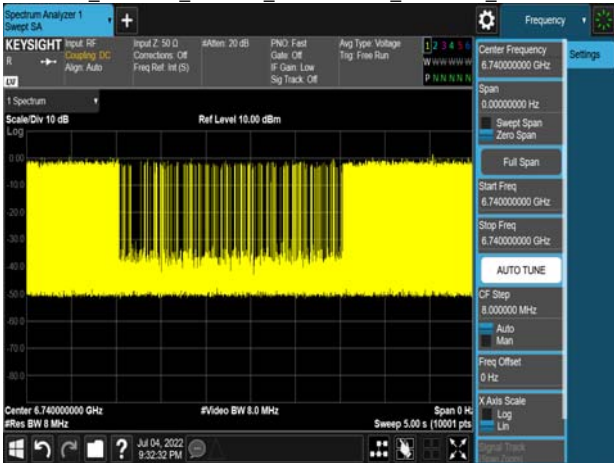 Spectrum Analyzer 1
Swept SA
+
Frequency
KEYSIGHT
Input: RF
Coupling: DC
Align: Auto
R
LXI
Input Z: 50 Ω
Corrections: Off
Freq Ref: Int (S)
#Atten: 20 dB
PNO: Fast
Gate: Off
IF Gain: Low
Sig Track: Off
Avg Type: Voltage
Trig: Free Run
1 2 3 4 5 6
W W W W W W
P N N N N N
1 Spectrum
Scale/Div 10 dB
Ref Level 10.00 dBm
Log
0.00
-10.0
-20.0
-30.0
-40.0
-50.0
-60.0
-70.0
-80.0
Center 6.740000000 GHz
#Res BW 8 MHz
#Video BW 8.0 MHz
Span 0 Hz
Sweep 5.00 s (10001 pts
Jul 04, 2022
9:32:32 PM
Center Frequency
6.740000000 GHz
Settings
Span
0.00000000 Hz
Swept Span
Zero Span
Full Span
Start Freq
6.740000000 GHz
Stop Freq
6.740000000 GHz
AUTO TUNE
CF Step
8.000000 MHz
Auto
Man
Freq Offset
0 Hz
X Axis Scale
Log
Lin
Signal Track
(Span Zoom)